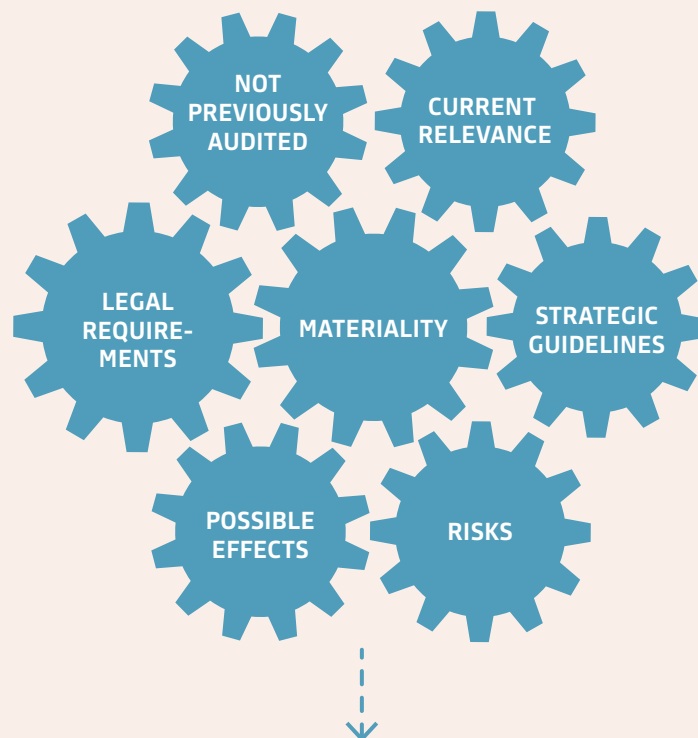 NOT
PREVIOUSLY
AUDITED
CURRENT
RELEVANCE
LEGAL
REQUIRE-
MENTS
MATERIALITY
STRATEGIC
GUIDELINES
POSSIBLE
EFFECTS
RISKS